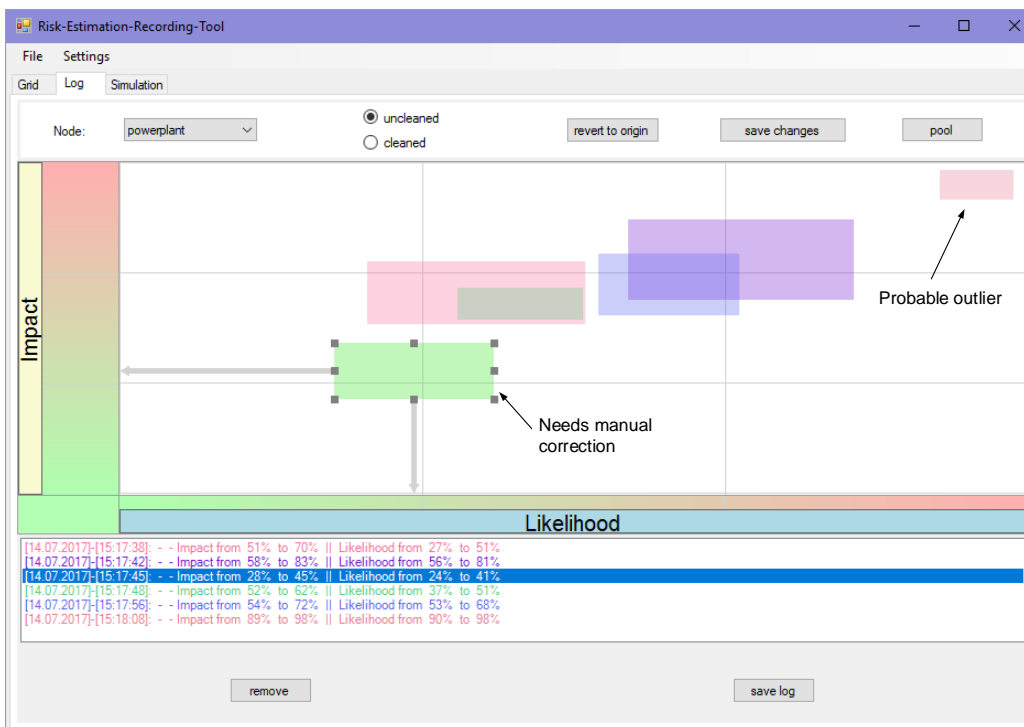 Risk-Estimation-Recording-Tool
File Settings
Grid Log Simulation
Node: powerplant
uncleaned
cleaned
revert to origin save changes pool
Impact
Probable outlier
Needs manual
correction
Likelihood
[14.07.2017]-[15:17:38]: - - Impact from 51% to 70% || Likelihood from 27% to 51%
[14.07.2017]-[15:17:42]: - - Impact from 58% to 83% || Likelihood from 56% to 81%
[14.07.2017]-[15:17:45]: - - Impact from 28% to 45% || Likelihood from 24% to 41%
[14.07.2017]-[15:17:48]: - - Impact from 52% to 62% || Likelihood from 37% to 51%
[14.07.2017]-[15:17:56]: - - Impact from 54% to 72% || Likelihood from 53% to 68%
[14.07.2017]-[15:18:08]: - - Impact from 89% to 98% || Likelihood from 90% to 98%
remove save log